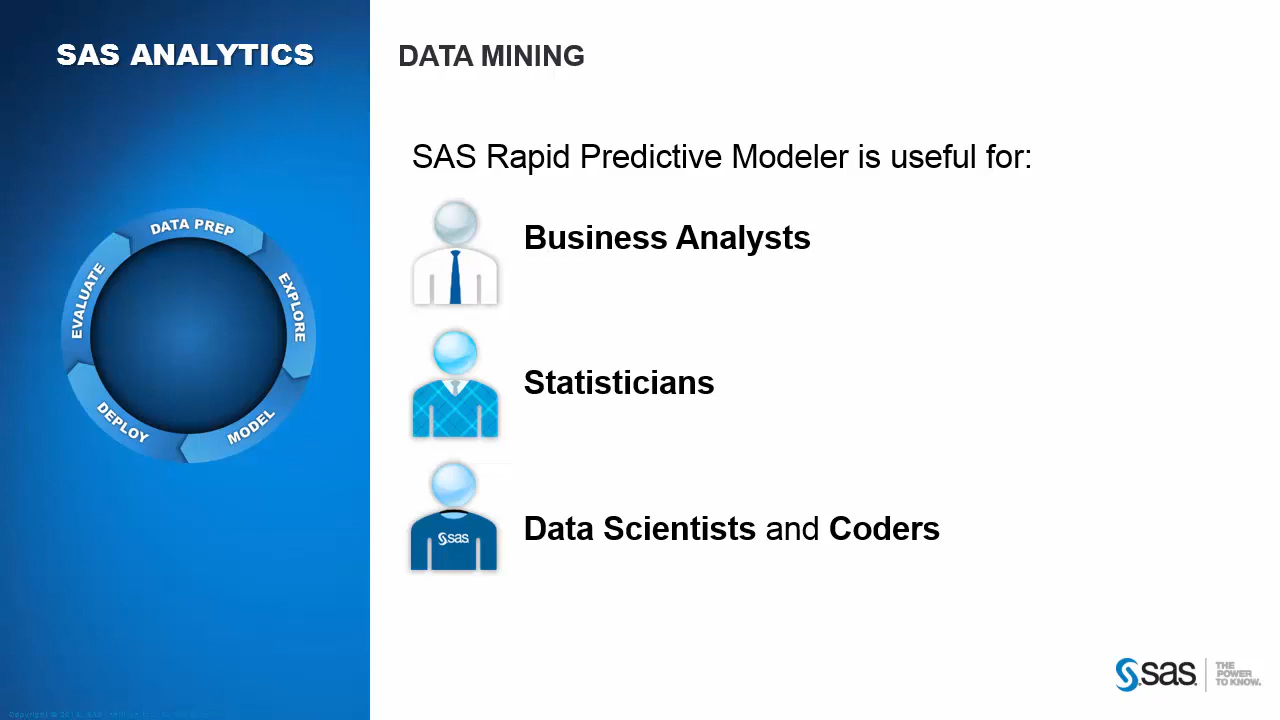 SAS ANALYTICS
DATA MINING
SAS Rapid Predictive Modeler is useful for:
DATA PREP
EXPLORE
MODEL
DEPLOY
EVALUATE
Business Analysts
Statisticians
sas
Data Scientists and Coders
sas
THE
POWER
TO KNOW.